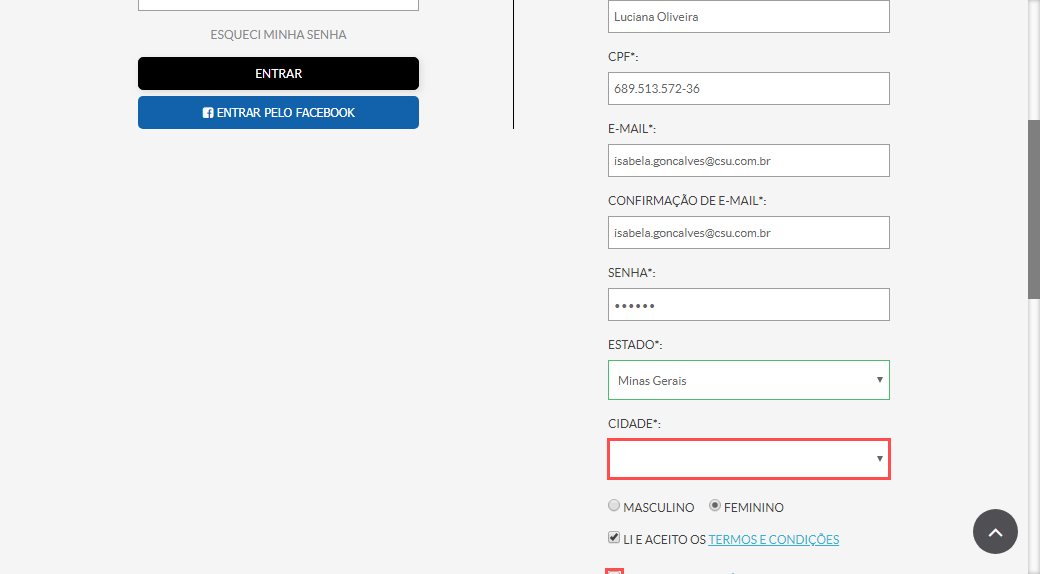 ESQUECI MINHA SENHA
ENTRAR
ENTRAR PELO FACEBOOK
Luciana Oliveira
CPF*:
689.513.572-36
E-MAIL*:
isabela.goncalves@csu.com.br
CONFIRMAÇÃO DE E-MAIL*:
isabela.goncalves@csu.com.br
SENHA*:
••••••
ESTADO*:
Minas Gerais
CIDADE*:
MASCULINO FEMININO
LI E ACEITO OS TERMOS E CONDIÇÕES